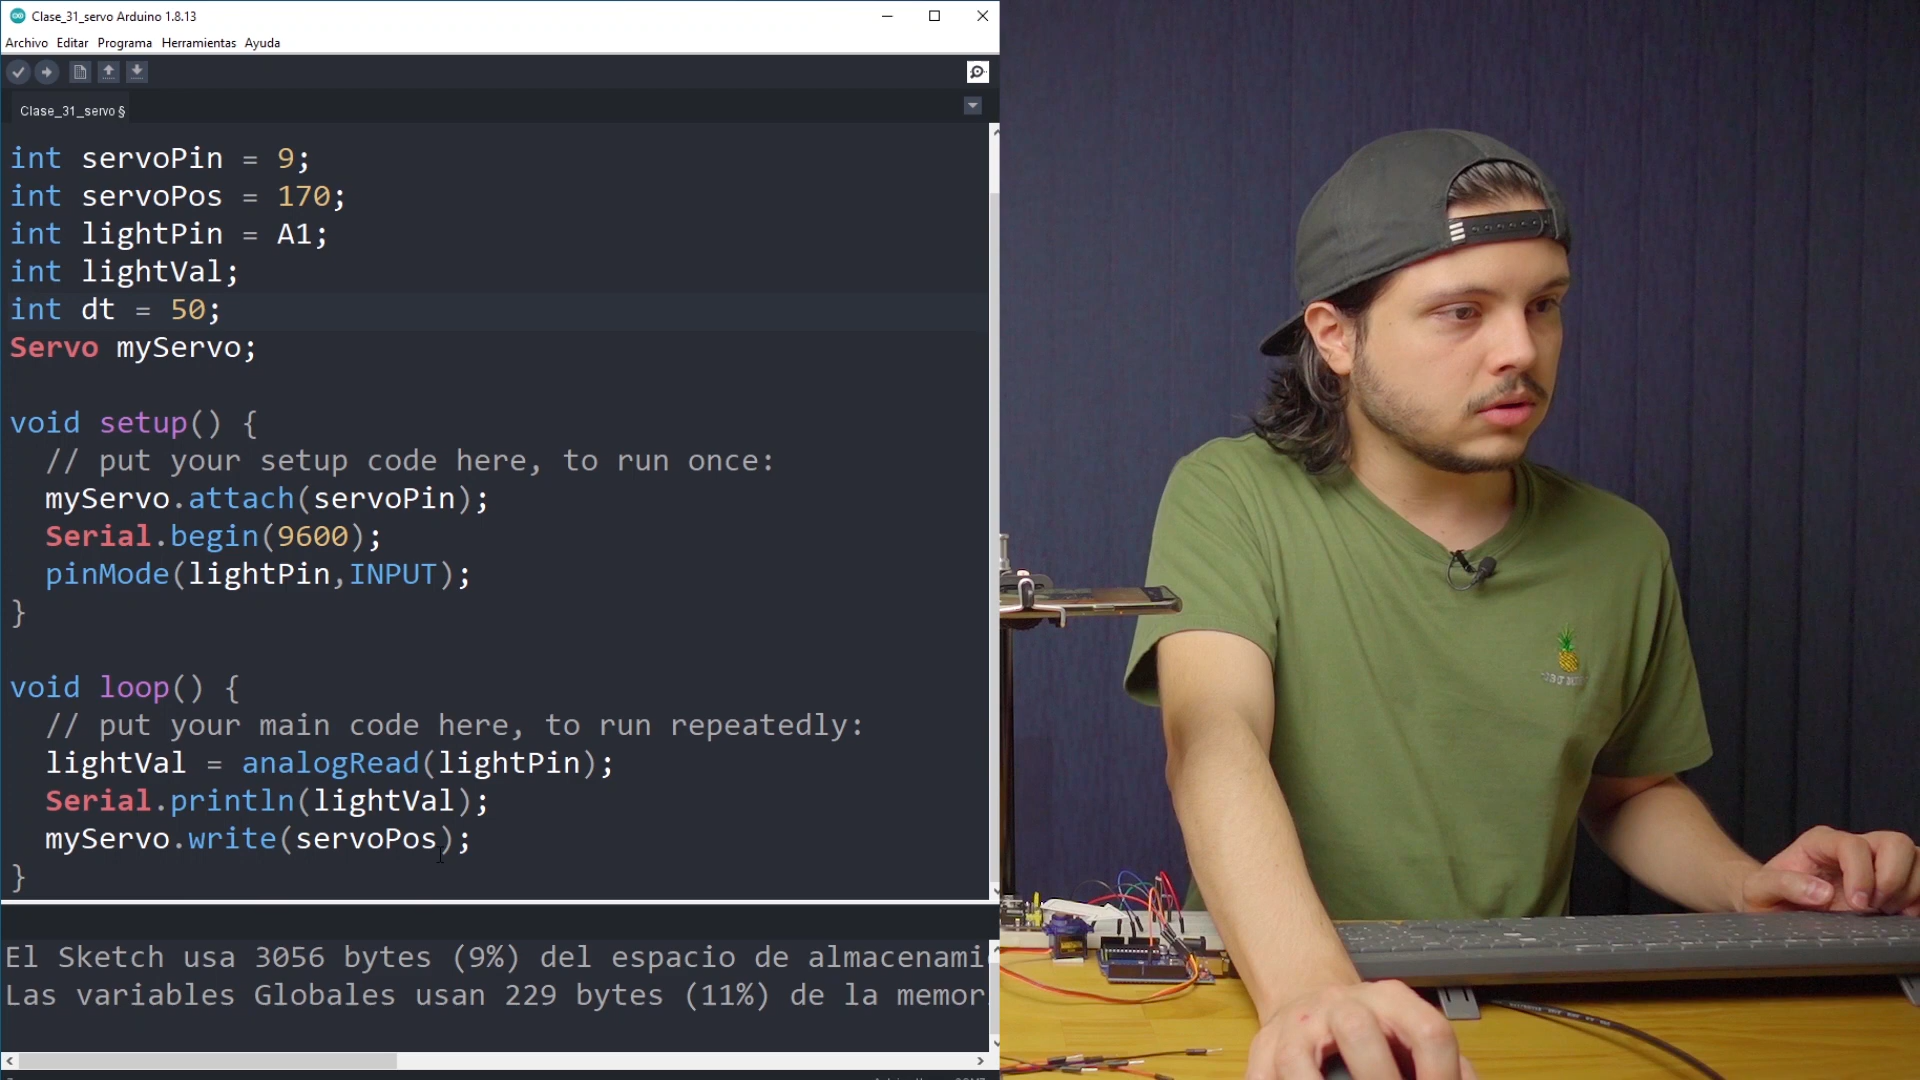 Clase_31_servo Arduino 1.8.13
Archivo Editar Programa Herramientas Ayuda
Clase_31_servo §
int servoPin = 9;
int servoPos = 170;
int lightPin = A1;
int lightVal;
int dt = 50;
Servo myServo;
void setup() {
// put your setup code here, to run once:
myServo.attach(servoPin);
Serial.begin(9600);
pinMode(lightPin,INPUT);
}
void loop() {
// put your main code here, to run repeatedly:
lightVal = analogRead(lightPin);
Serial.println(lightVal);
myServo.write(servoPos);
}
El Sketch usa 3056 bytes (9%) del espacio de almacenami
Las variables Globales usan 229 bytes (11%) de la memor